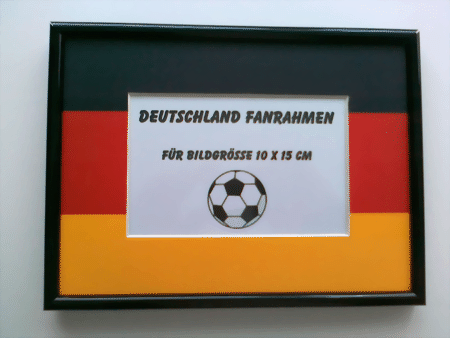 DEUTSCHLAND FANRAHMEN
FÜR BILDGRÖSSE 10 X 15 CM